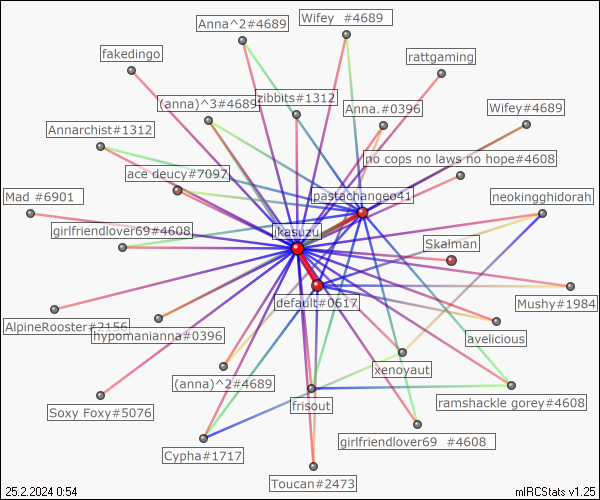 Anna^2#4689
Wifey  #4689
fakedingo
rattgaming
(anna)^3#4689
zibbits#1312
Anna.#0396
Wifey#4689
Annarchist#1312
ace deucy#7097
no cops no laws no hope#4608
Mad #6901
pastachangeo41
neokingghidorah
girlfriendlover69#4608
jkasuzu
Skalman
AlpineRooster#2156
hypomanianna#0396
default#0617
Mushy#1984
avelicious
(anna)^2#4689
xenoyaut
Soxy Foxy#5076
frisout
ramshackle gorey#4608
Cypha#1717
girlfriendlover69  #4608
Toucan#2473
25.2.2024 0:54
mIRCStats v1.25